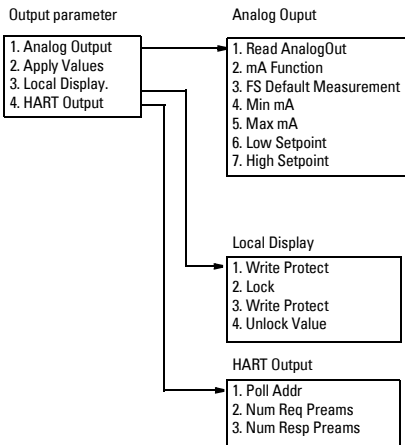 Output parameter
1. Analog Output
2. Apply Values
3. Local Display.
4. HART Output
Analog Ouput
1. Read AnalogOut
2. mA Function
3. FS Default Measurement
4. Min mA
5. Max mA
6. Low Setpoint
7. High Setpoint
Local Display
1. Write Protect
2. Lock
3. Write Protect
4. Unlock Value
HART Output
1. Poll Addr
2. Num Req Preams
3. Num Resp Preams